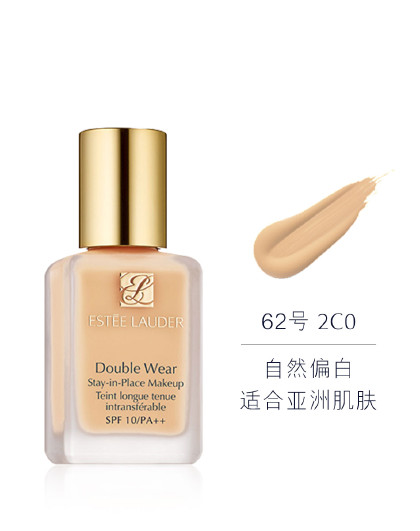 ESTĒE LAUDER
Double Wear
Stay-in-Place Makeup
Teint longue tenue
intransférable
SPF 10/PA++
62号 2C0
自然偏白
适合亚洲肌肤